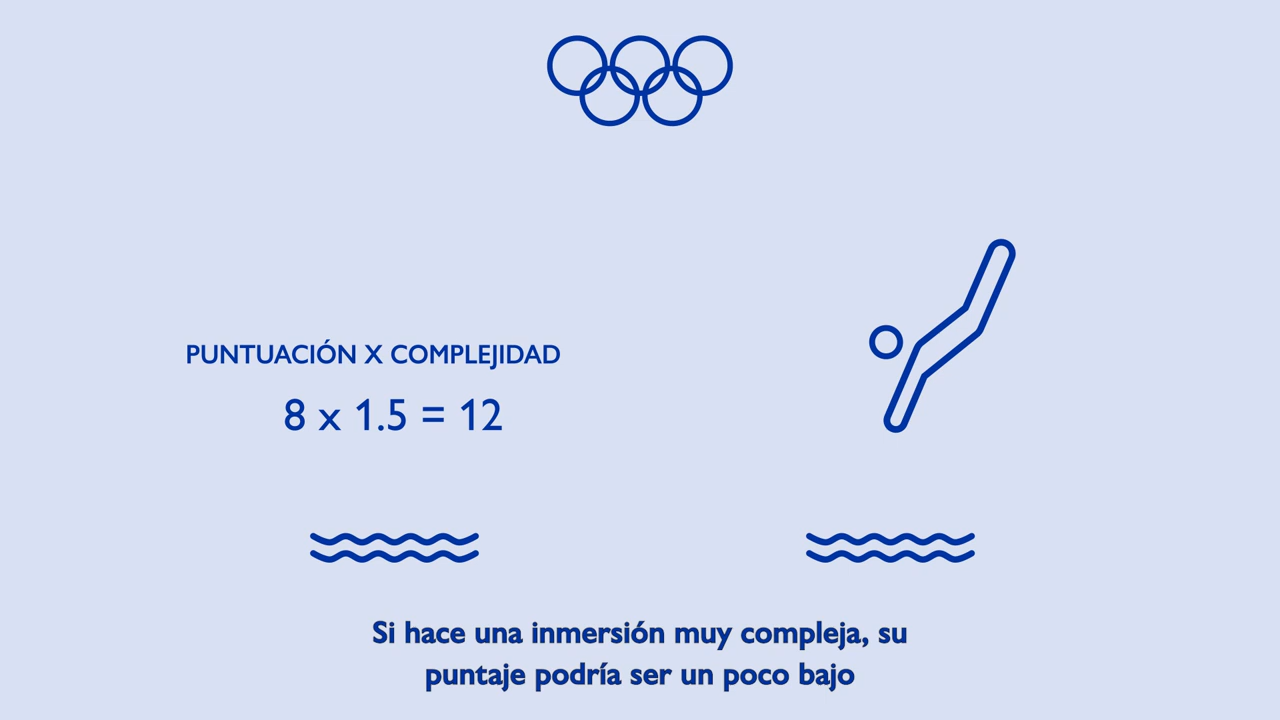 PUNTUACIÓN X COMPLEJIDAD
8 x 1.5 = 12
Si hace una inmersión muy compleja, su
puntaje podría ser un poco bajo